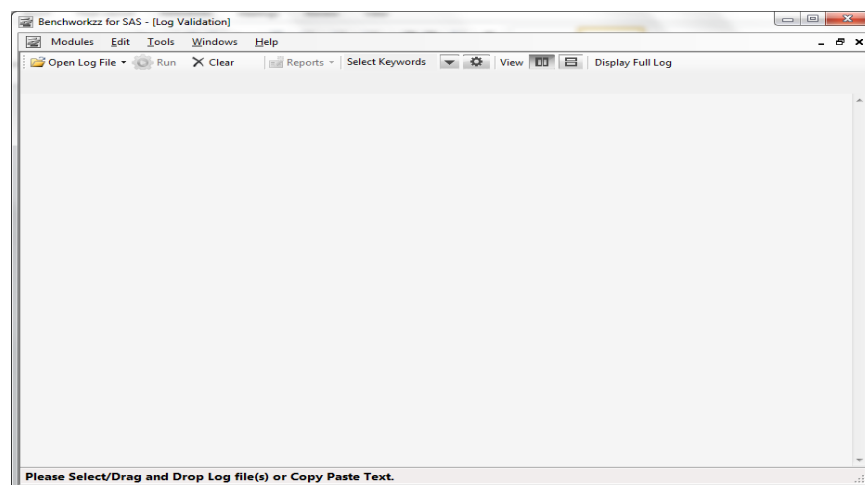 Benchworkzz for SAS - [Log Validation]
Modules Edit Tools Windows Help
Open Log File Run Clear Reports Select Keywords View Display Full Log
Please Select/Drag and Drop Log file(s) or Copy Paste Text.